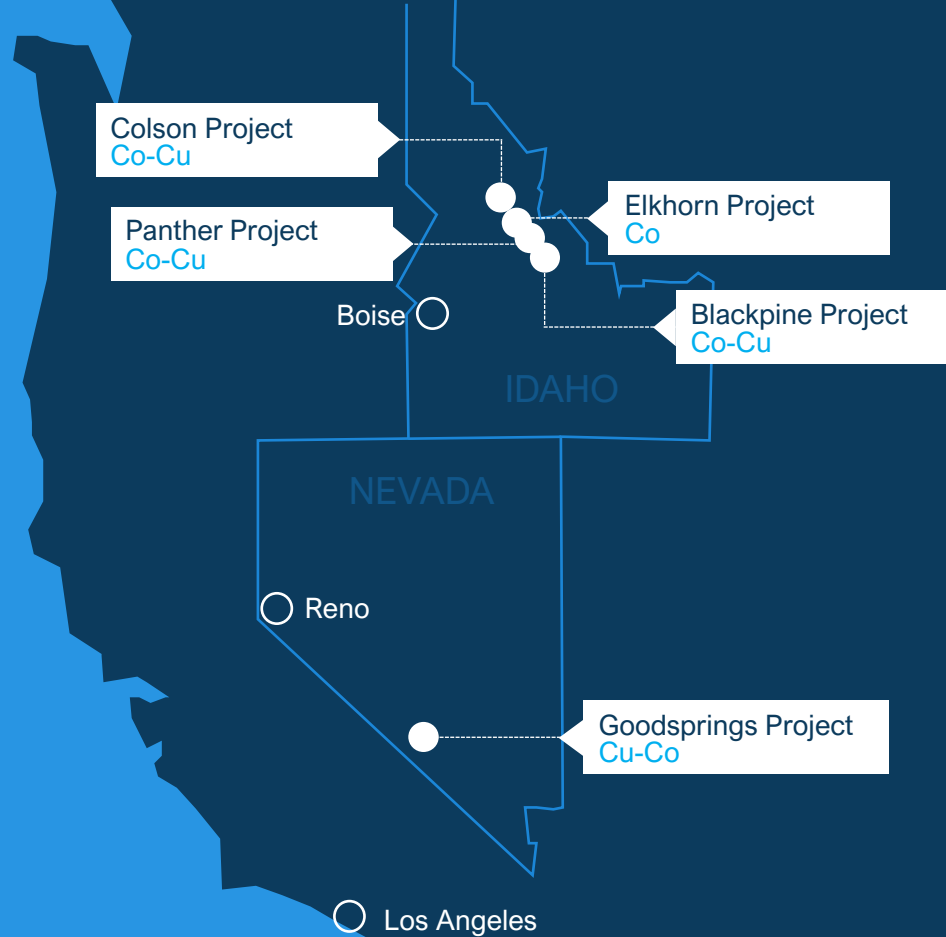 Colson Project
Co-Cu
Elkhorn Project
Co
Panther Project
Co-Cu
Boise
Blackpine Project
Co-Cu
IDAHO
NEVADA
Reno
Goodsprings Project
Cu-Co
Los Angeles